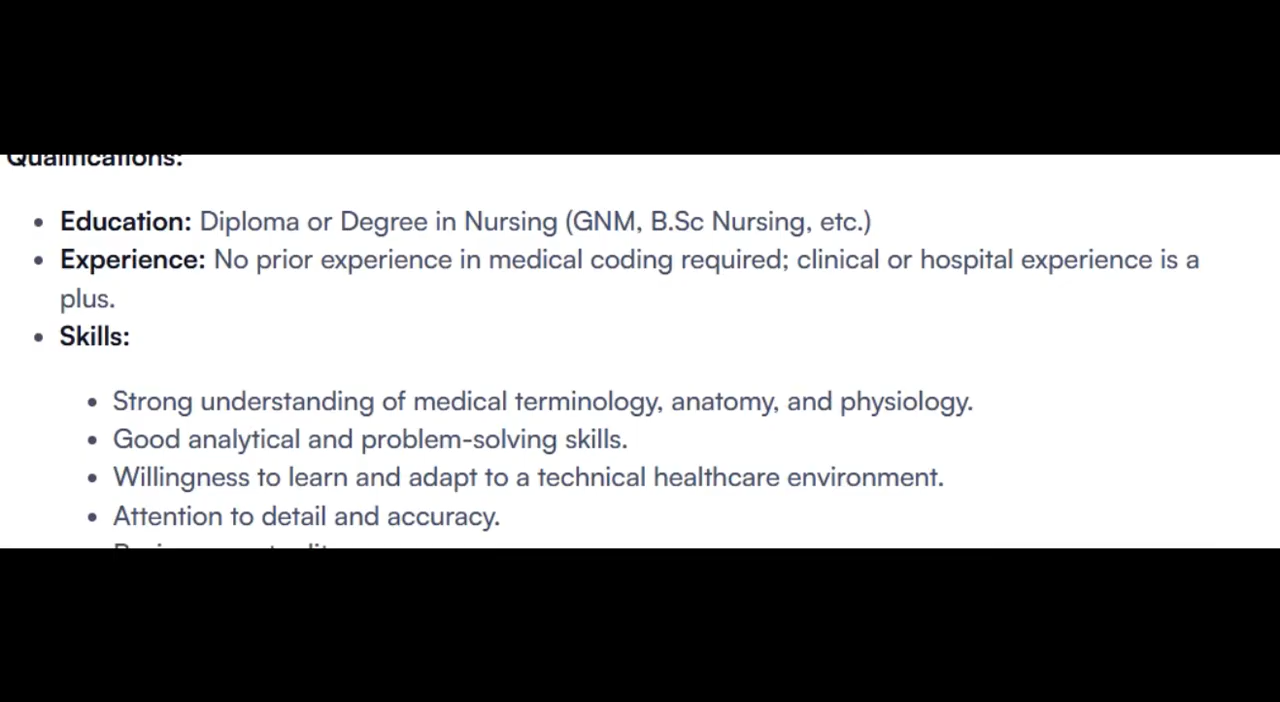 Qualifications:
• Education: Diploma or Degree in Nursing (GNM, B.Sc Nursing, etc.)
• Experience: No prior experience in medical coding required; clinical or hospital experience is a
plus.
• Skills:
• Strong understanding of medical terminology, anatomy, and physiology.
• Good analytical and problem-solving skills.
• Willingness to learn and adapt to a technical healthcare environment.
• Attention to detail and accuracy.